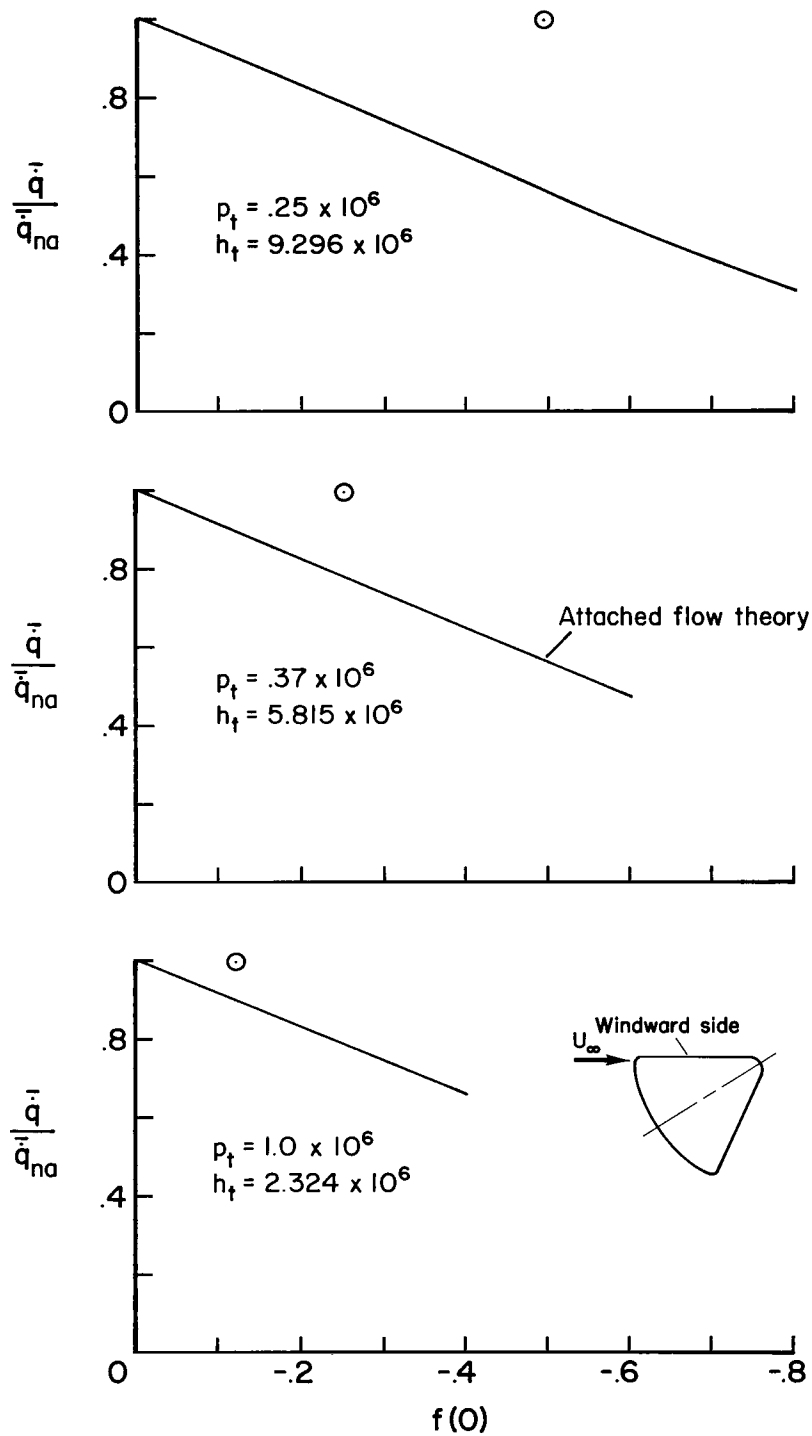 .8
q̇
q̇na
.4
0
pt = .25 x 10⁶
ht = 9.296 x 10⁶
.8
q̇
q̇na
.4
0
Attached flow theory
pt = .37 x 10⁶
ht = 5.815 x 10⁶
.8
q̇
q̇na
.4
U∞
Windward side
pt = 1.0 x 10⁶
ht = 2.324 x 10⁶
0 -.2 -.4 -.6 -.8
f(0)